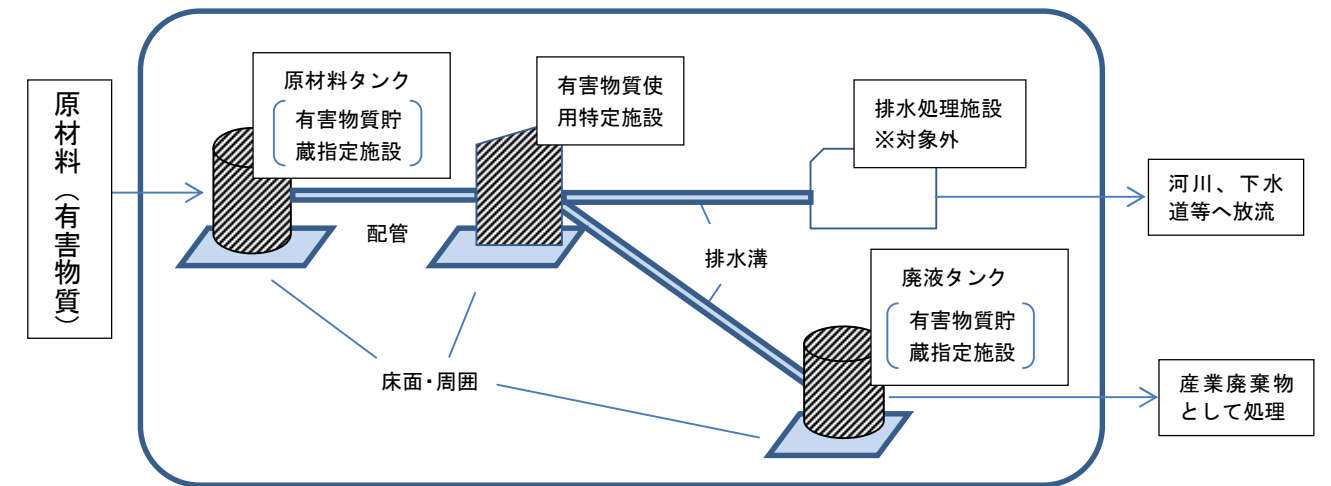 原材料（有害物質）
原材料タンク
有害物質貯
蔵指定施設
有害物質使
用特定施設
排水処理施設
※対象外
河川、下水
道等へ放流
配管
排水溝
廃液タンク
有害物質貯
蔵指定施設
床面・周囲
産業廃棄物
として処理